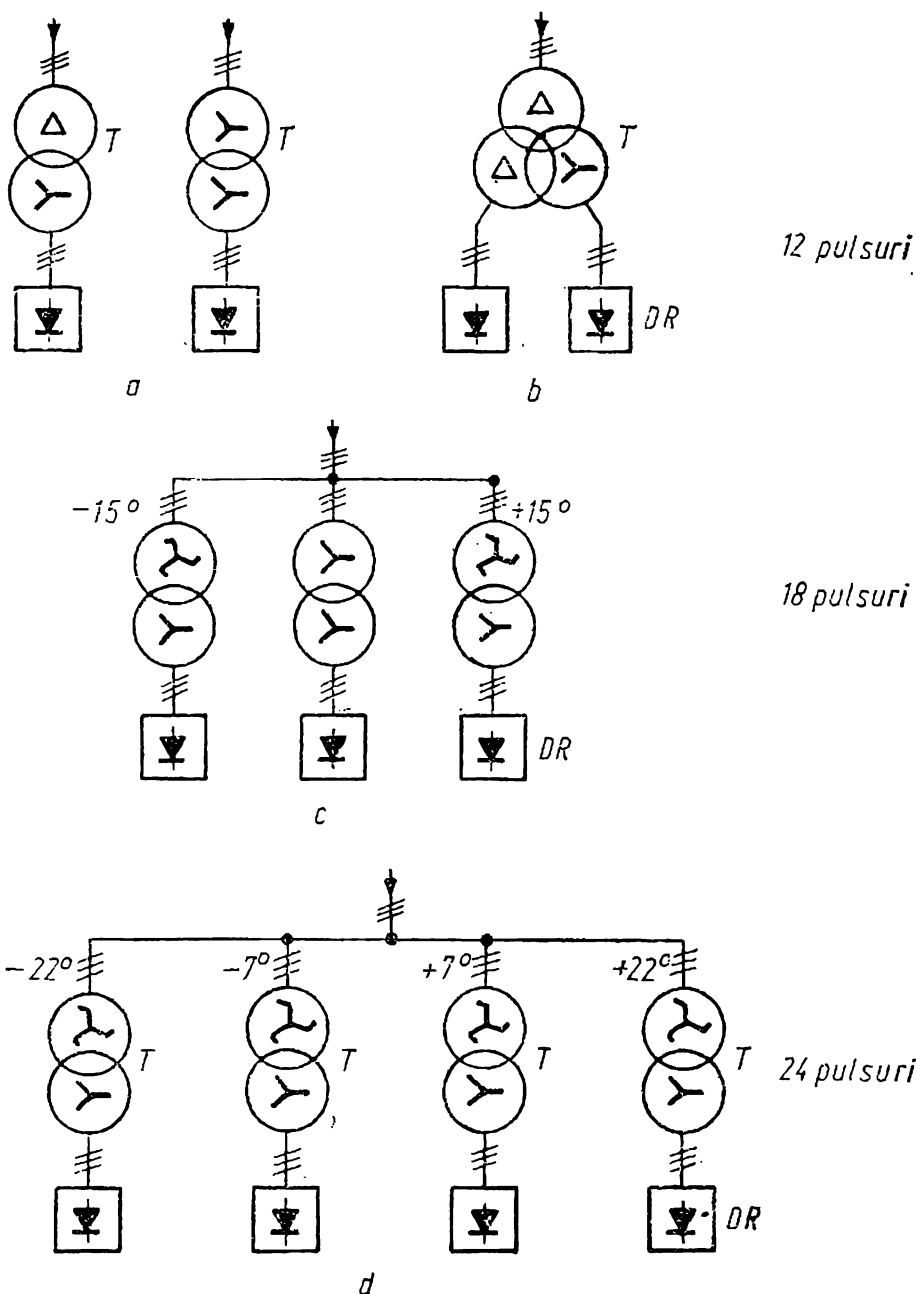 T
T
T
12 pulsuri
DR
a
b
-15°
+15°
18 pulsuri
DR
c
-22°
-7°
+7°
+22°
T
T
T
T
24 pulsuri
DR
d